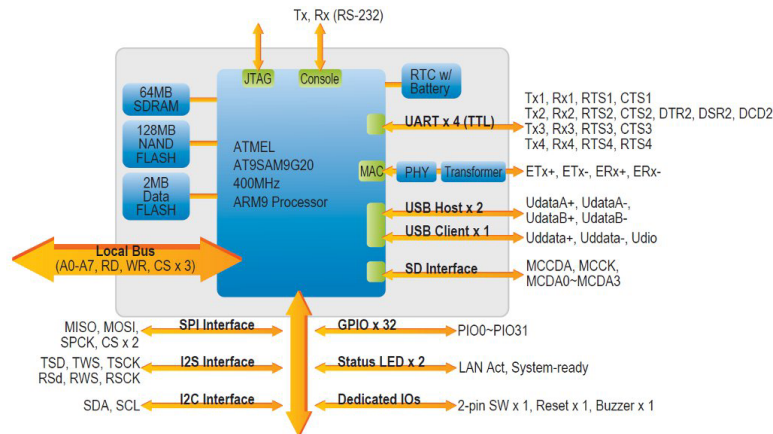 Tx, Rx (RS-232)
JTAG
Console
RTC w/
Battery
64MB
SDRAM
128MB
NAND
FLASH
2MB
Data
FLASH
ATMEL
AT9SAM9G20
400MHz
ARM9 Processor
UART x 4 (TTL)
Tx1, Rx1, RTS1, CTS1
Tx2, Rx2, RTS2, CTS2, DTR2, DSR2, DCD2
Tx3, Rx3, RTS3, CTS3
Tx4, Rx4, RTS4, RTS4
MAC
PHY
Transformer
ETx+, ETx-, ERx+, ERx-
USB Host x 2
UdataA+, UdataA-,
UdataB+, UdataB-
USB Client x 1
Uddata+, Uddata-, Udio
SD Interface
MCCDA, MCCK,
MCDA0~MCDA3
Local Bus
(A0-A7, RD, WR, CS x 3)
MISO, MOSI,
SPCK, CS x 2
SPI Interface
GPIO x 32
PIO0~PIO31
TSD, TWS, TSCK
RSd, RWS, RSCK
I2S Interface
Status LED x 2
LAN Act, System-ready
SDA, SCL
I2C Interface
Dedicated IOs
2-pin SW x 1, Reset x 1, Buzzer x 1